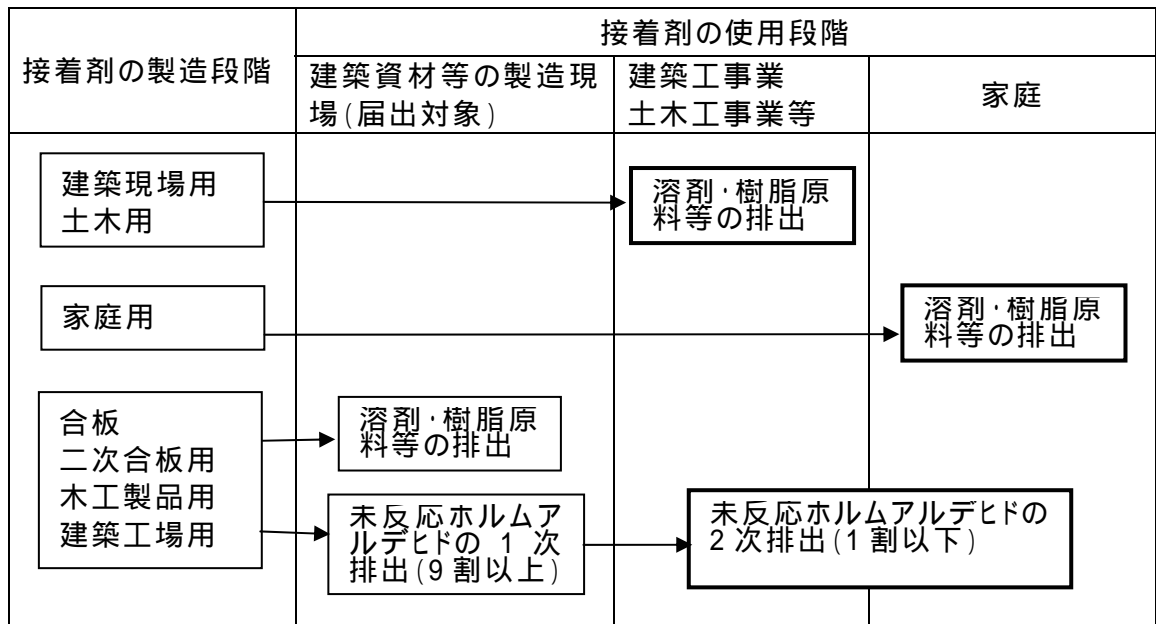 接着剤の製造段階
接着剤の使用段階
建築資材等の製造現
場(届出対象)
建築工事業
土木工事業等
家庭
建築現場用
土木用
溶剤・樹脂原
料等の排出
家庭用
溶剤・樹脂原
料等の排出
合板
二次合板用
木工製品用
建築工場用
溶剤・樹脂原
料等の排出
未反応ホルムア
ルデヒドの 1 次
排出(9 割以上)
未反応ホルムアルデヒドの
2 次排出(1 割以下)